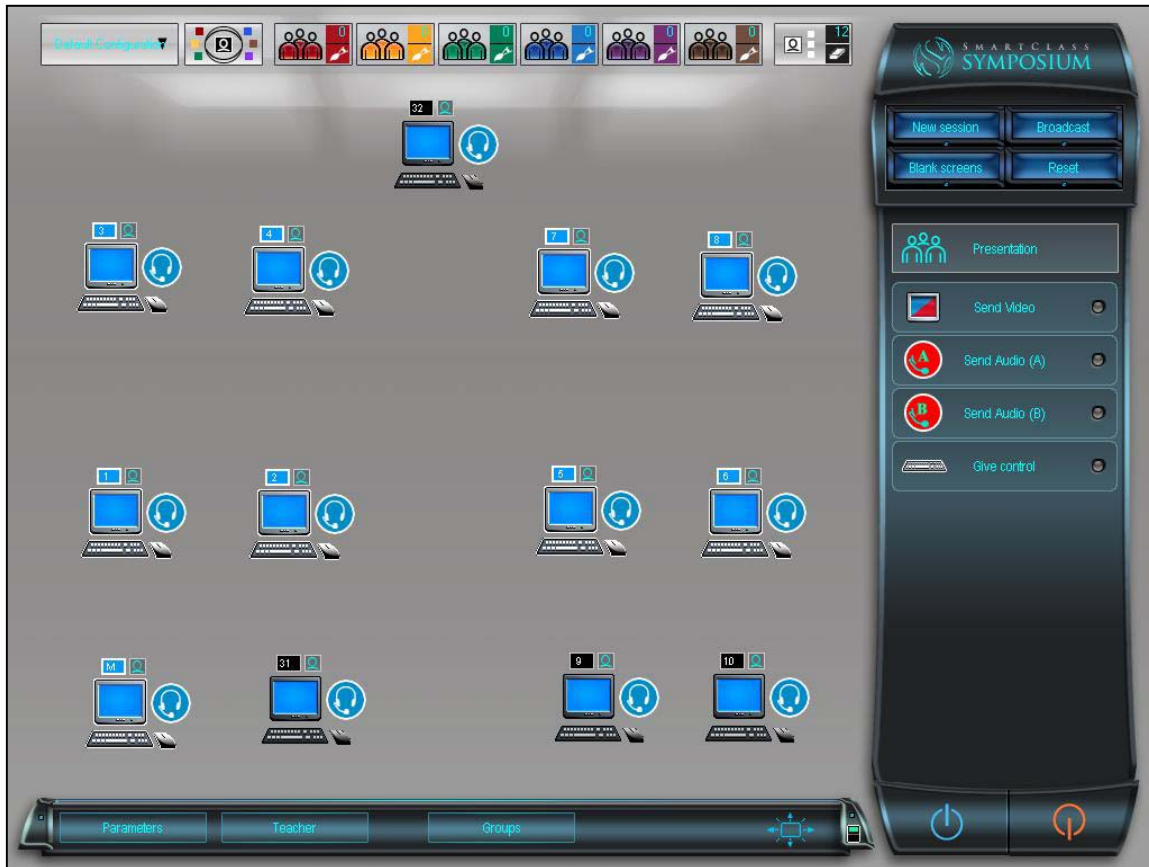 Default Configuration
0
0
0
0
0
0
12
SMARTCLASS
SYMPOSIUM
New session
Broadcast
Blank screens
Reset
32
3
4
7
8
Presentation
Send Video
A
Send Audio (A)
B
Send Audio (B)
Give control
1
2
5
6
M
31
9
10
Parameters
Teacher
Groups